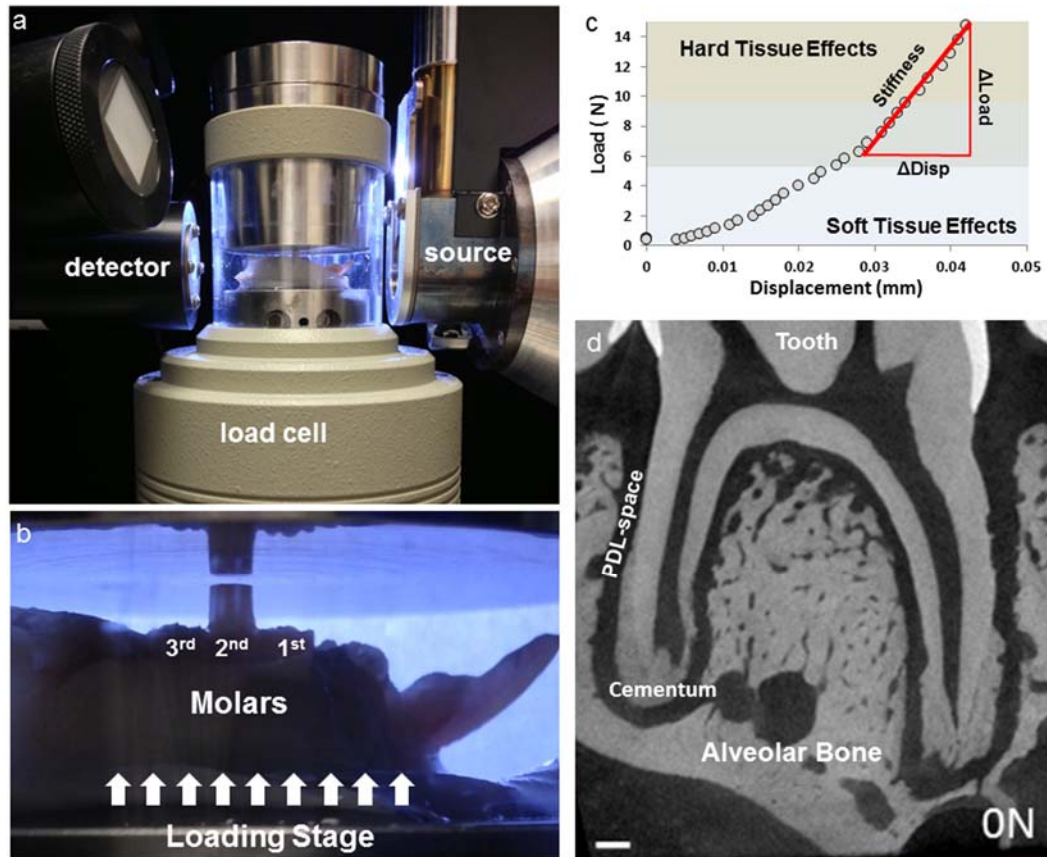 a
detector
source
load cell
b
3rd 2nd 1st
Molars
Loading Stage
c
Load ( N)
14
12
10
8
6
4
2
0
Hard Tissue Effects
Stiffness
ΔLoad
ΔDisp
Soft Tissue Effects
0 0.01 0.02 0.03 0.04 0.05
Displacement (mm)
d
Tooth
PDL-space
Cementum
Alveolar Bone
0N